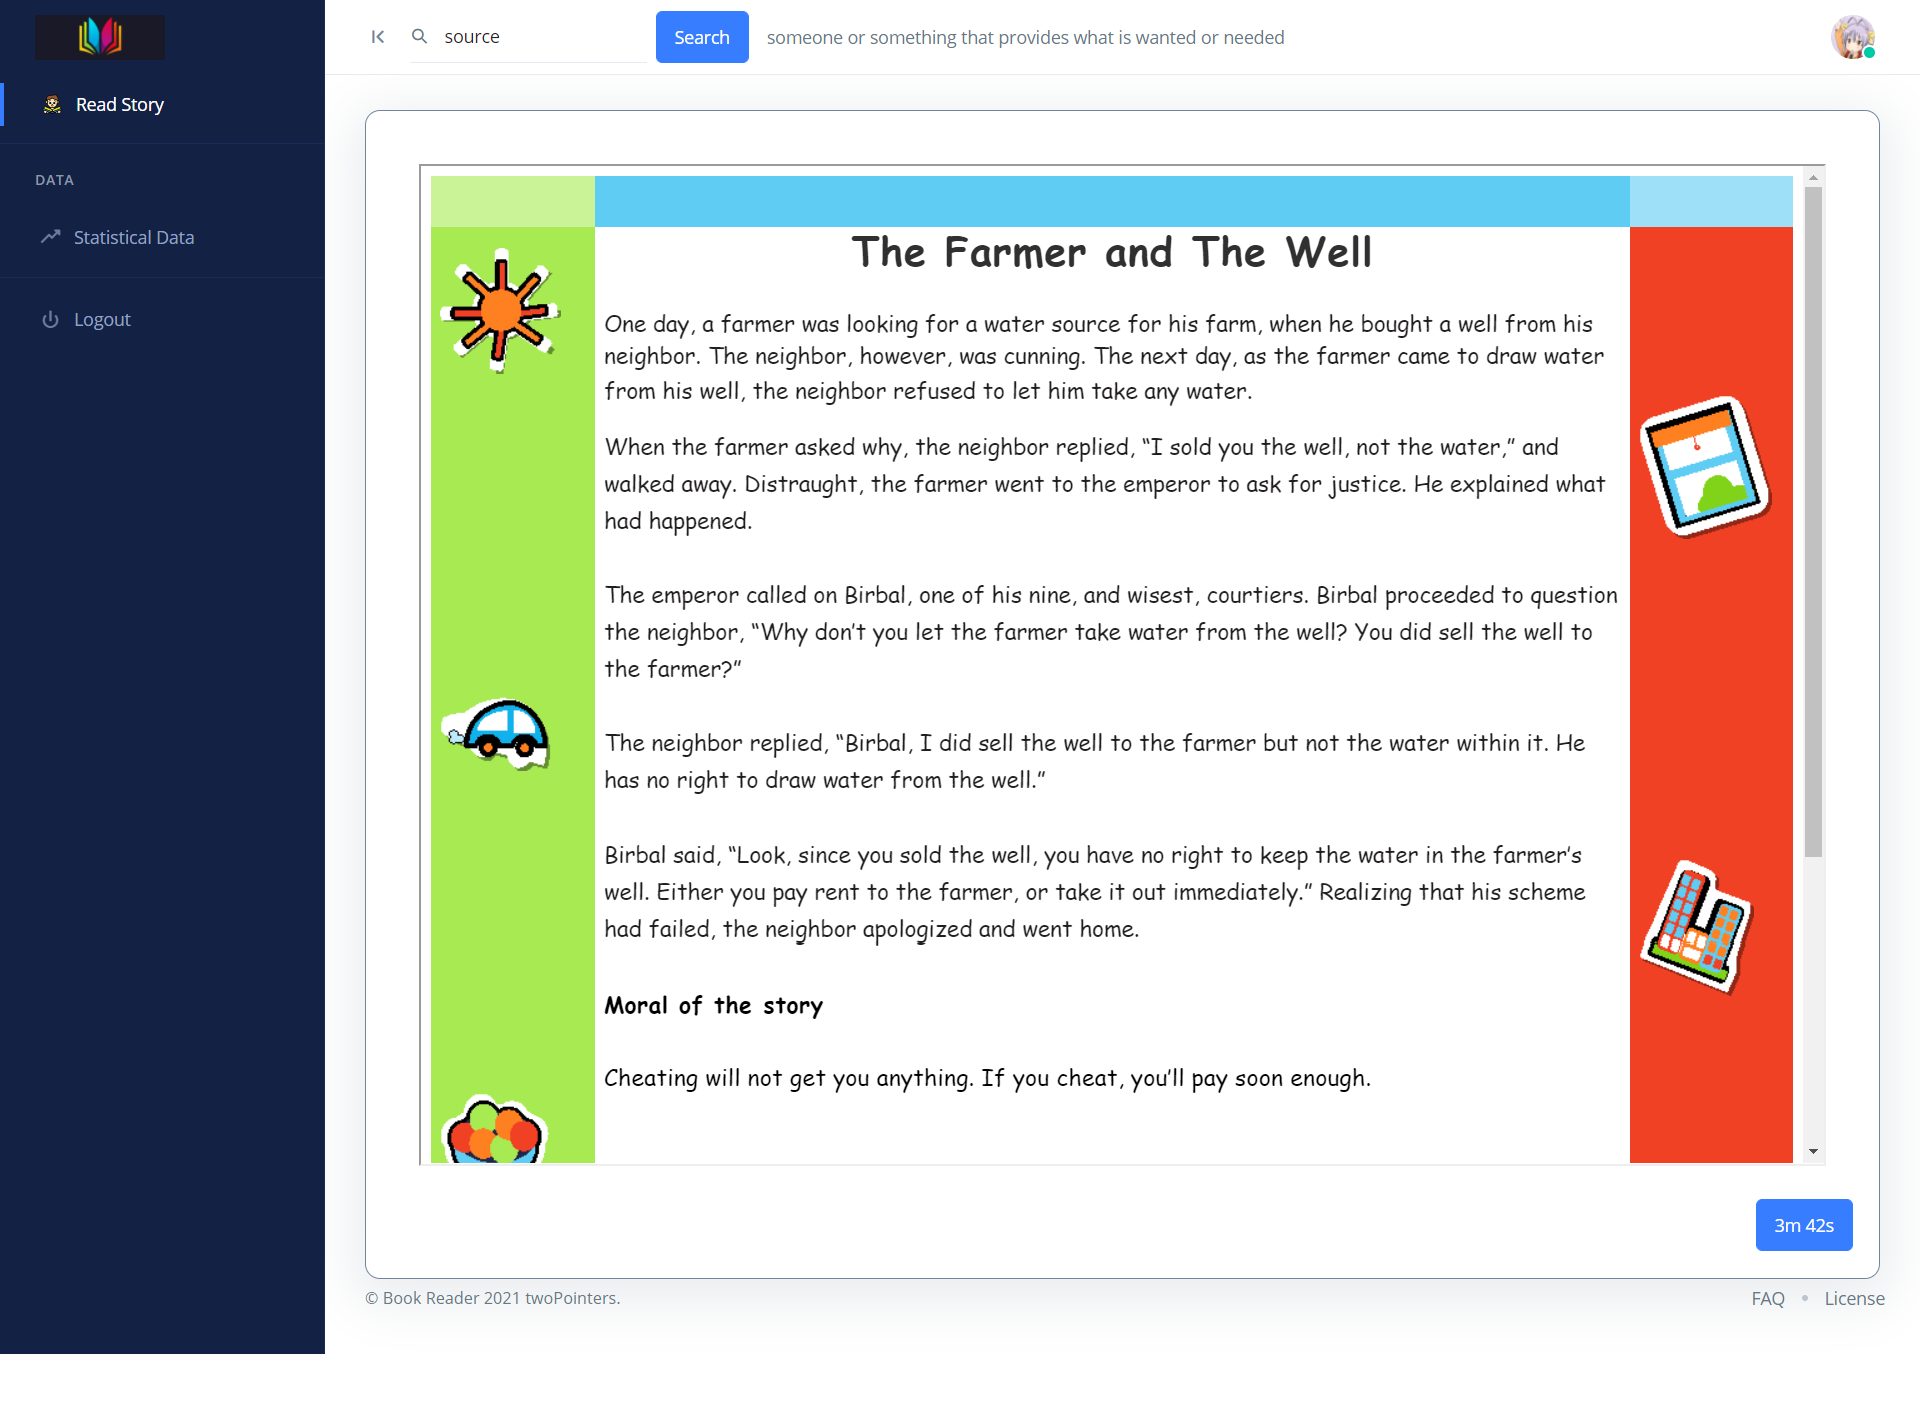 source
Search
someone or something that provides what is wanted or needed
Read Story
DATA
Statistical Data
Logout
The Farmer and The Well
One day, a farmer was looking for a water source for his farm, when he bought a well from his
neighbor. The neighbor, however, was cunning. The next day, as the farmer came to draw water
from his well, the neighbor refused to let him take any water.
When the farmer asked why, the neighbor replied, “I sold you the well, not the water,” and
walked away. Distraught, the farmer went to the emperor to ask for justice. He explained what
had happened.
The emperor called on Birbal, one of his nine, and wisest, courtiers. Birbal proceeded to question
the neighbor, “Why don’t you let the farmer take water from the well? You did sell the well to
the farmer?”
The neighbor replied, “Birbal, I did sell the well to the farmer but not the water within it. He
has no right to draw water from the well.”
Birbal said, “Look, since you sold the well, you have no right to keep the water in the farmer’s
well. Either you pay rent to the farmer, or take it out immediately.” Realizing that his scheme
had failed, the neighbor apologized and went home.
Moral of the story
Cheating will not get you anything. If you cheat, you’ll pay soon enough.
3m 42s
© Book Reader 2021 twoPointers.
FAQ • License